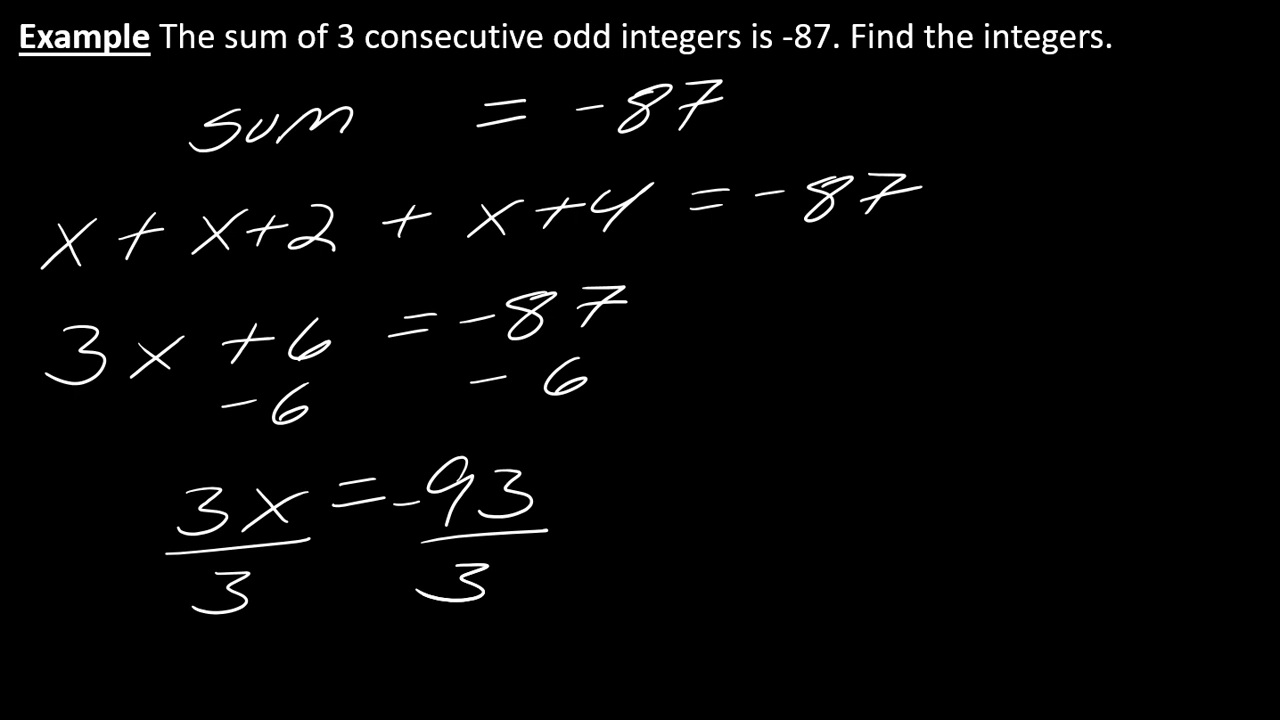 Example The sum of 3 consecutive odd integers is -87. Find the integers.
sum = -87
x + x+2 + x+4 = -87
3x +6 = -87
-6 - 6
3x = -93
3 3